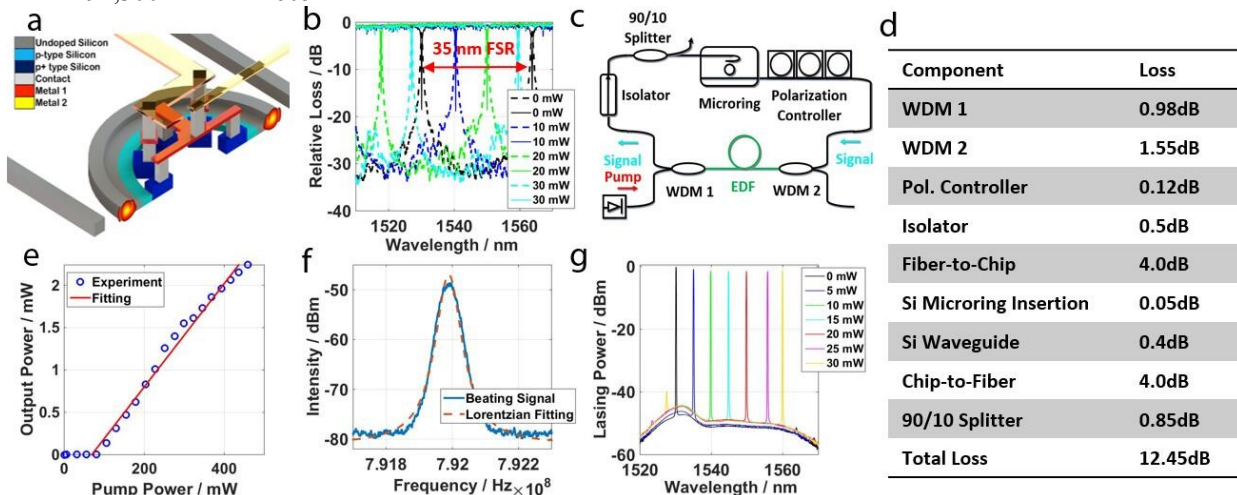 a
Undoped Silicon
p-type Silicon
p+ type Silicon
Contact
Metal 1
Metal 2
b
0
-10
-20
-30
-40
Relative Loss / dB
35 nm FSR
0 mW
0 mW
10 mW
10 mW
20 mW
20 mW
30 mW
30 mW
1520
1540
1560
Wavelength / nm
c
90/10
Splitter
Isolator
Microring
Polarization
Controller
Signal
Pump
Signal
WDM 1
EDF
WDM 2
d
Component Loss
WDM 1 0.98dB
WDM 2 1.55dB
Pol. Controller 0.12dB
Isolator 0.5dB
Fiber-to-Chip 4.0dB
Si Microring Insertion 0.05dB
Si Waveguide 0.4dB
Chip-to-Fiber 4.0dB
90/10 Splitter 0.85dB
Total Loss 12.45dB
e
2
1.5
1
0.5
0
Output Power / mW
Experiment
Fitting
0
200
400
Pump Power / mW
f
-50
-60
-70
-80
Intensity / dBm
Beating Signal
Lorentzian Fitting
7.918
7.92
7.922
Frequency / Hz ×10⁸
g
0
-20
-40
-60
Lasing Power / dBm
0 mW
5 mW
10 mW
15 mW
20 mW
25 mW
30 mW
1520
1540
1560
Wavelength / nm